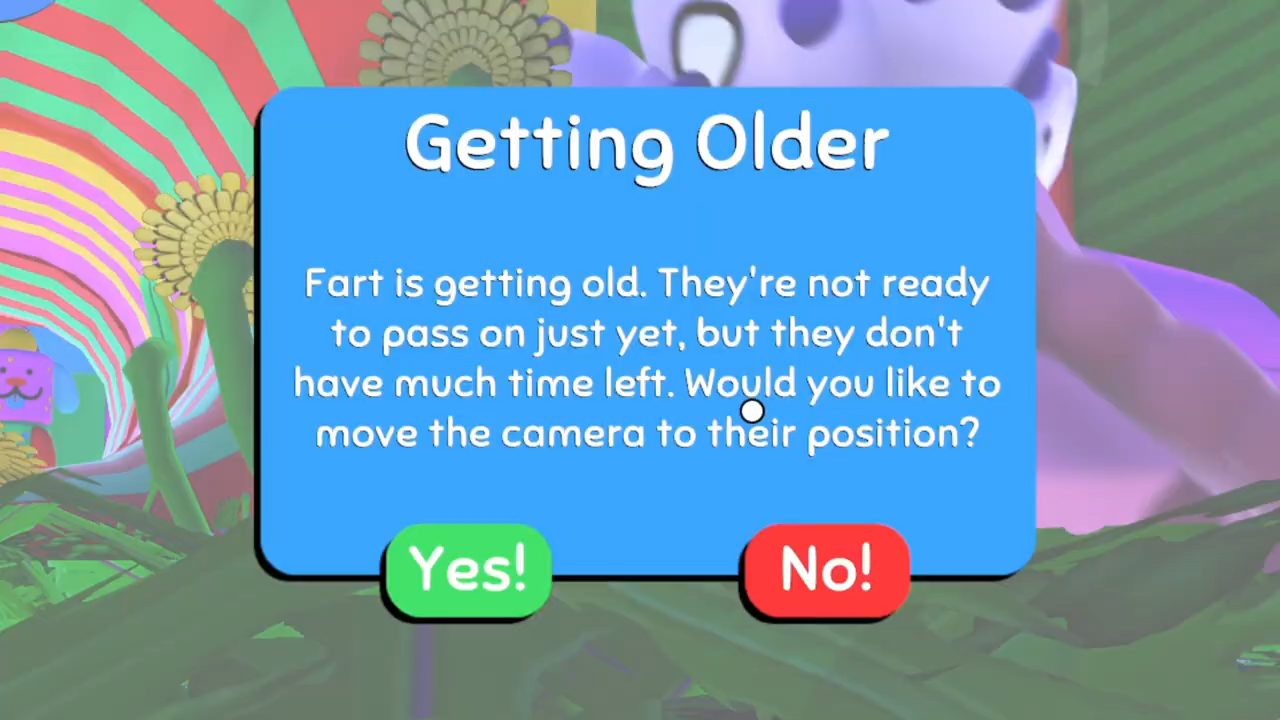 Getting Older
Fart is getting old. They're not ready
to pass on just yet, but they don't
have much time left. Would you like to
move the camera to their position?
Yes!
No!